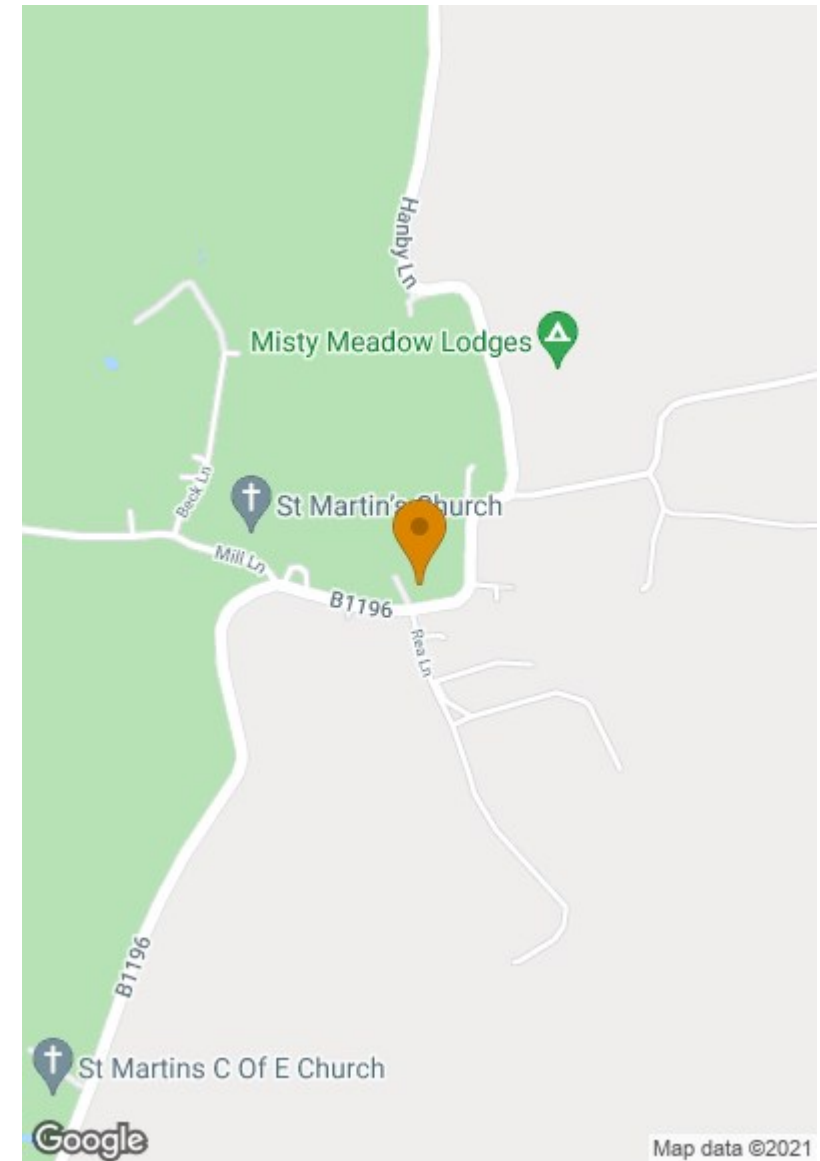 Hanby Ln
Misty Meadow Lodges
Beck Ln
St Martin's Church
Mill Ln
B1196
Rea Ln
B1196
St Martins C Of E Church
Google
Map data ©2021